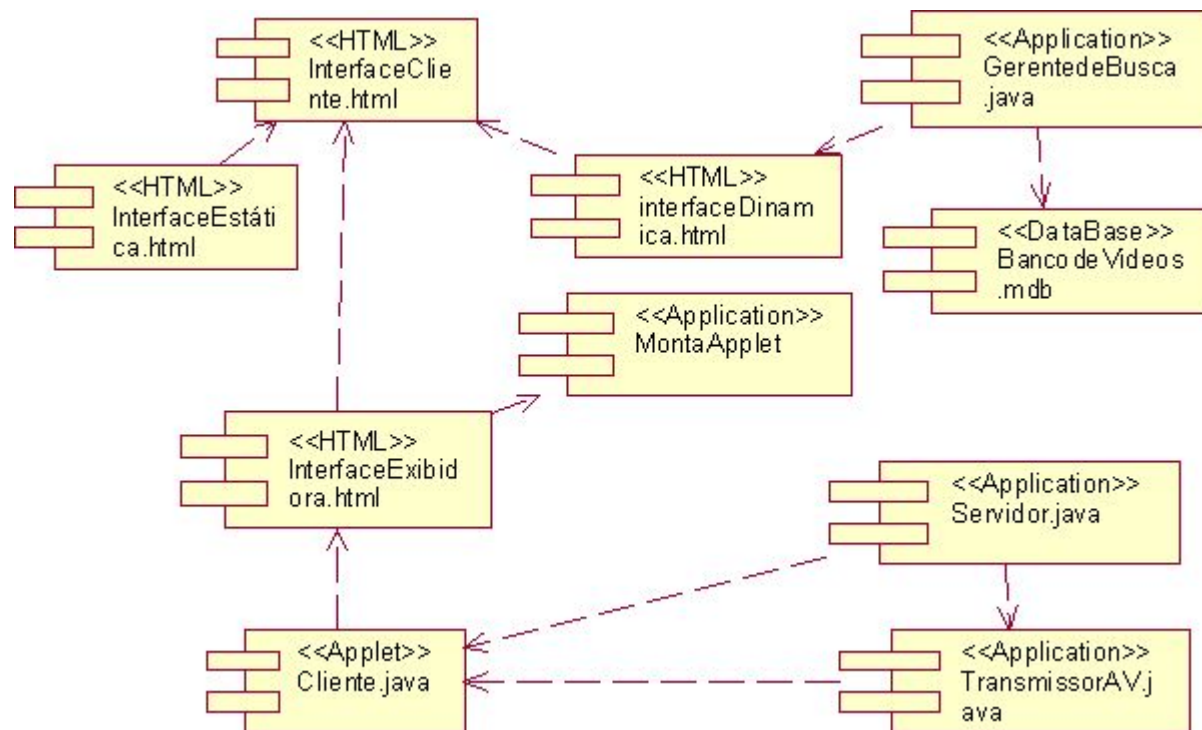 <<HTML>>
InterfaceClie
nte.html
<<Application>>
GerentedeBusca
.java
<<HTML>>
InterfaceEstáti
ca.html
<<HTML>>
interfaceDinam
ica.html
<<DataBase>>
BancodeVideos
.mdb
<<Application>>
MontaApplet
<<HTML>>
InterfaceExibid
ora.html
<<Application>>
Servidor.java
<<Applet>>
Cliente.java
<<Application>>
TransmissorAV.j
ava